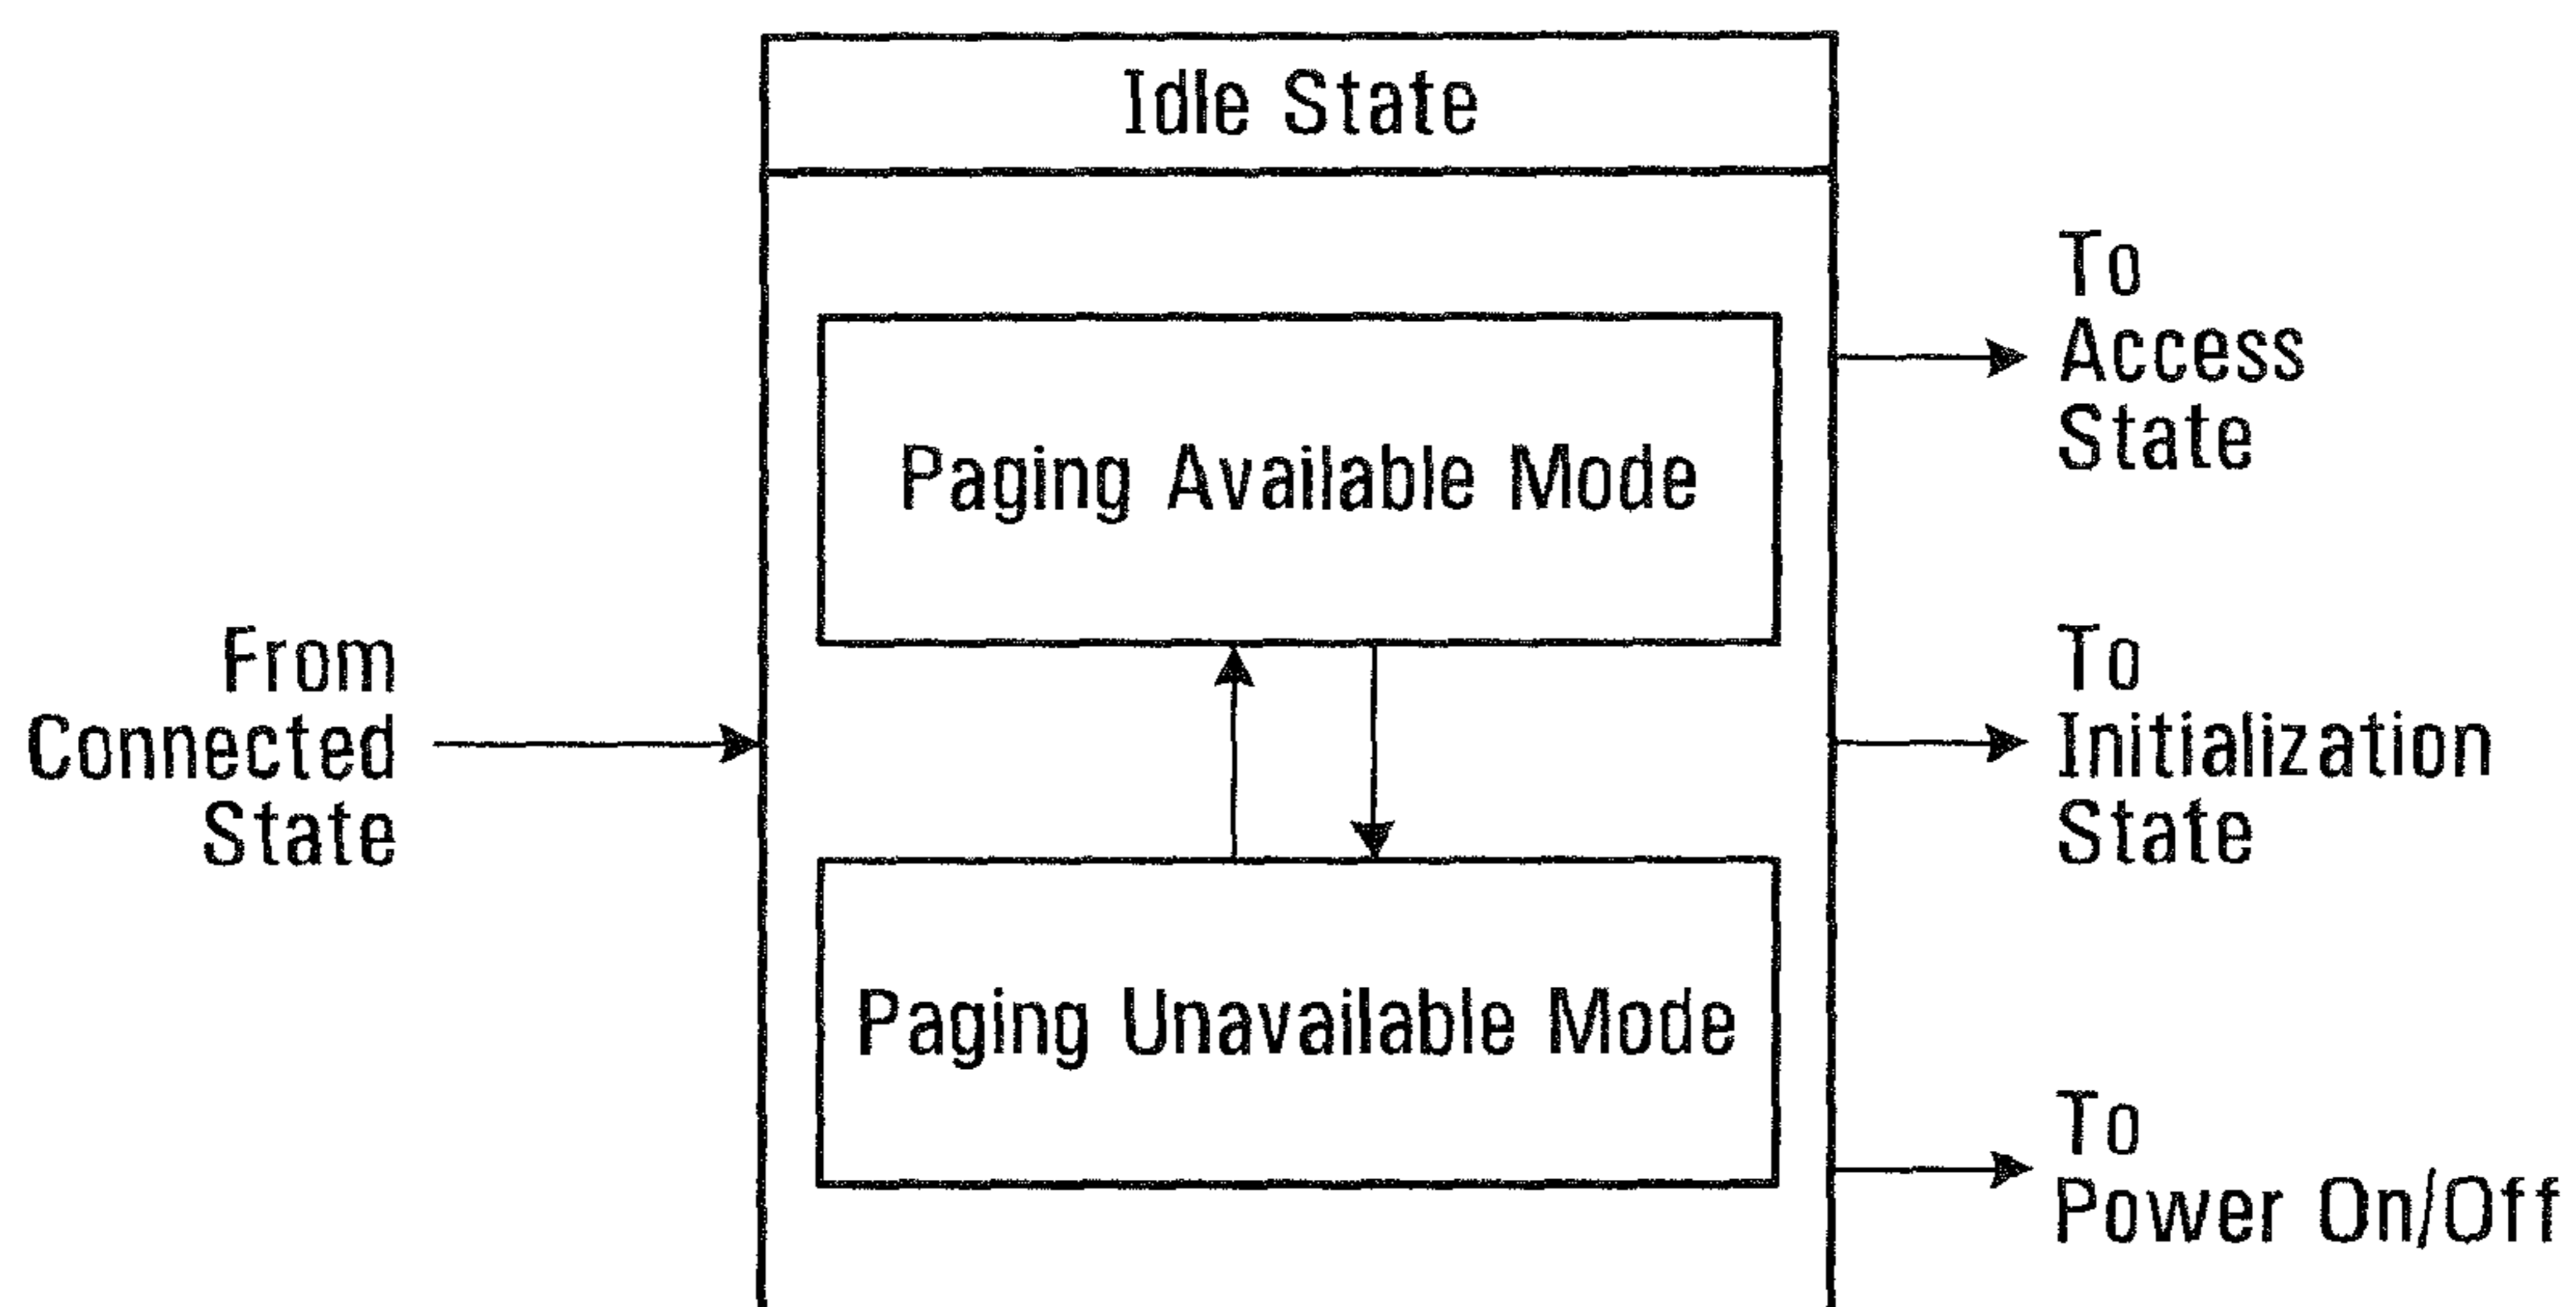 Idle State
To
Access
State
Paging Available Mode
From
Connected
State
To
Initialization
State
Paging Unavailable Mode
To
Power On/Off